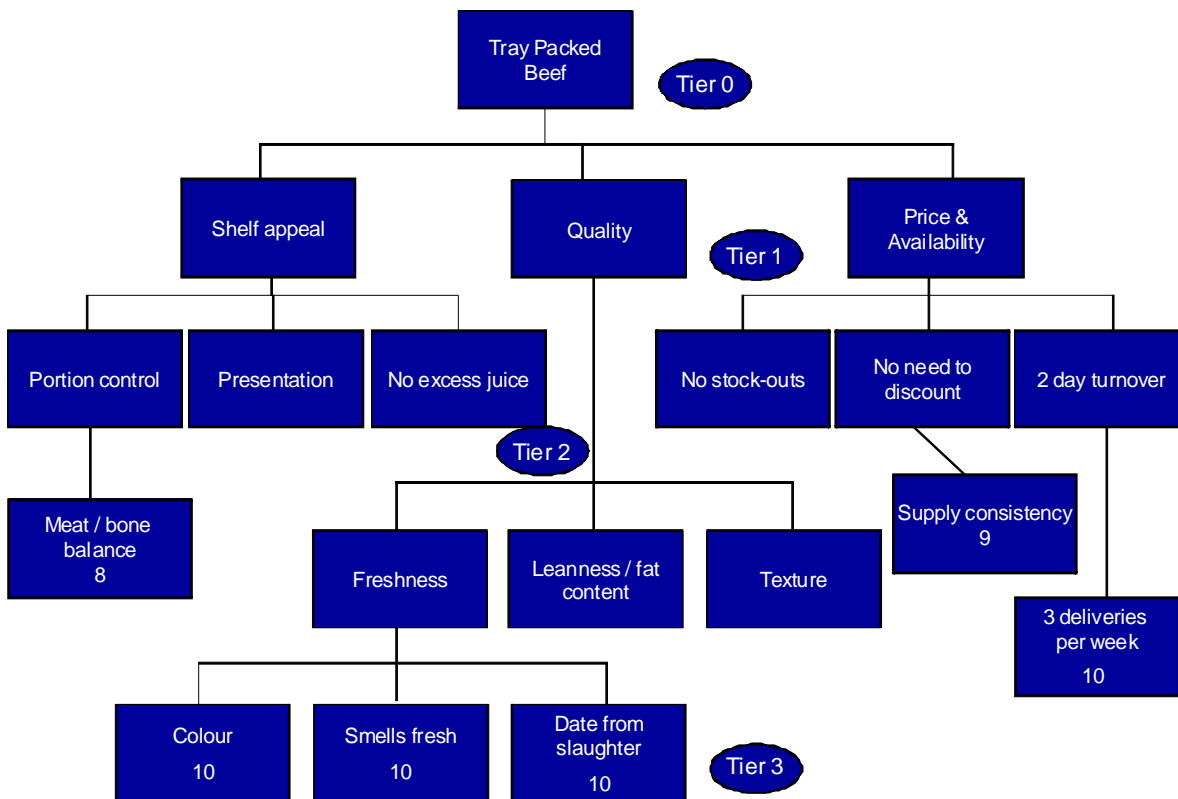 Tray Packed
Beef
Tier 0
Shelf appeal
Quality
Price &
Availability
Tier 1
Portion control
Presentation
No excess juice
No stock-outs
No need to
discount
2 day turnover
Tier 2
Meat / bone
balance
8
Supply consistency
9
Freshness
Leanness / fat
content
Texture
3 deliveries
per week
10
Colour
10
Smells fresh
10
Date from
slaughter
10
Tier 3